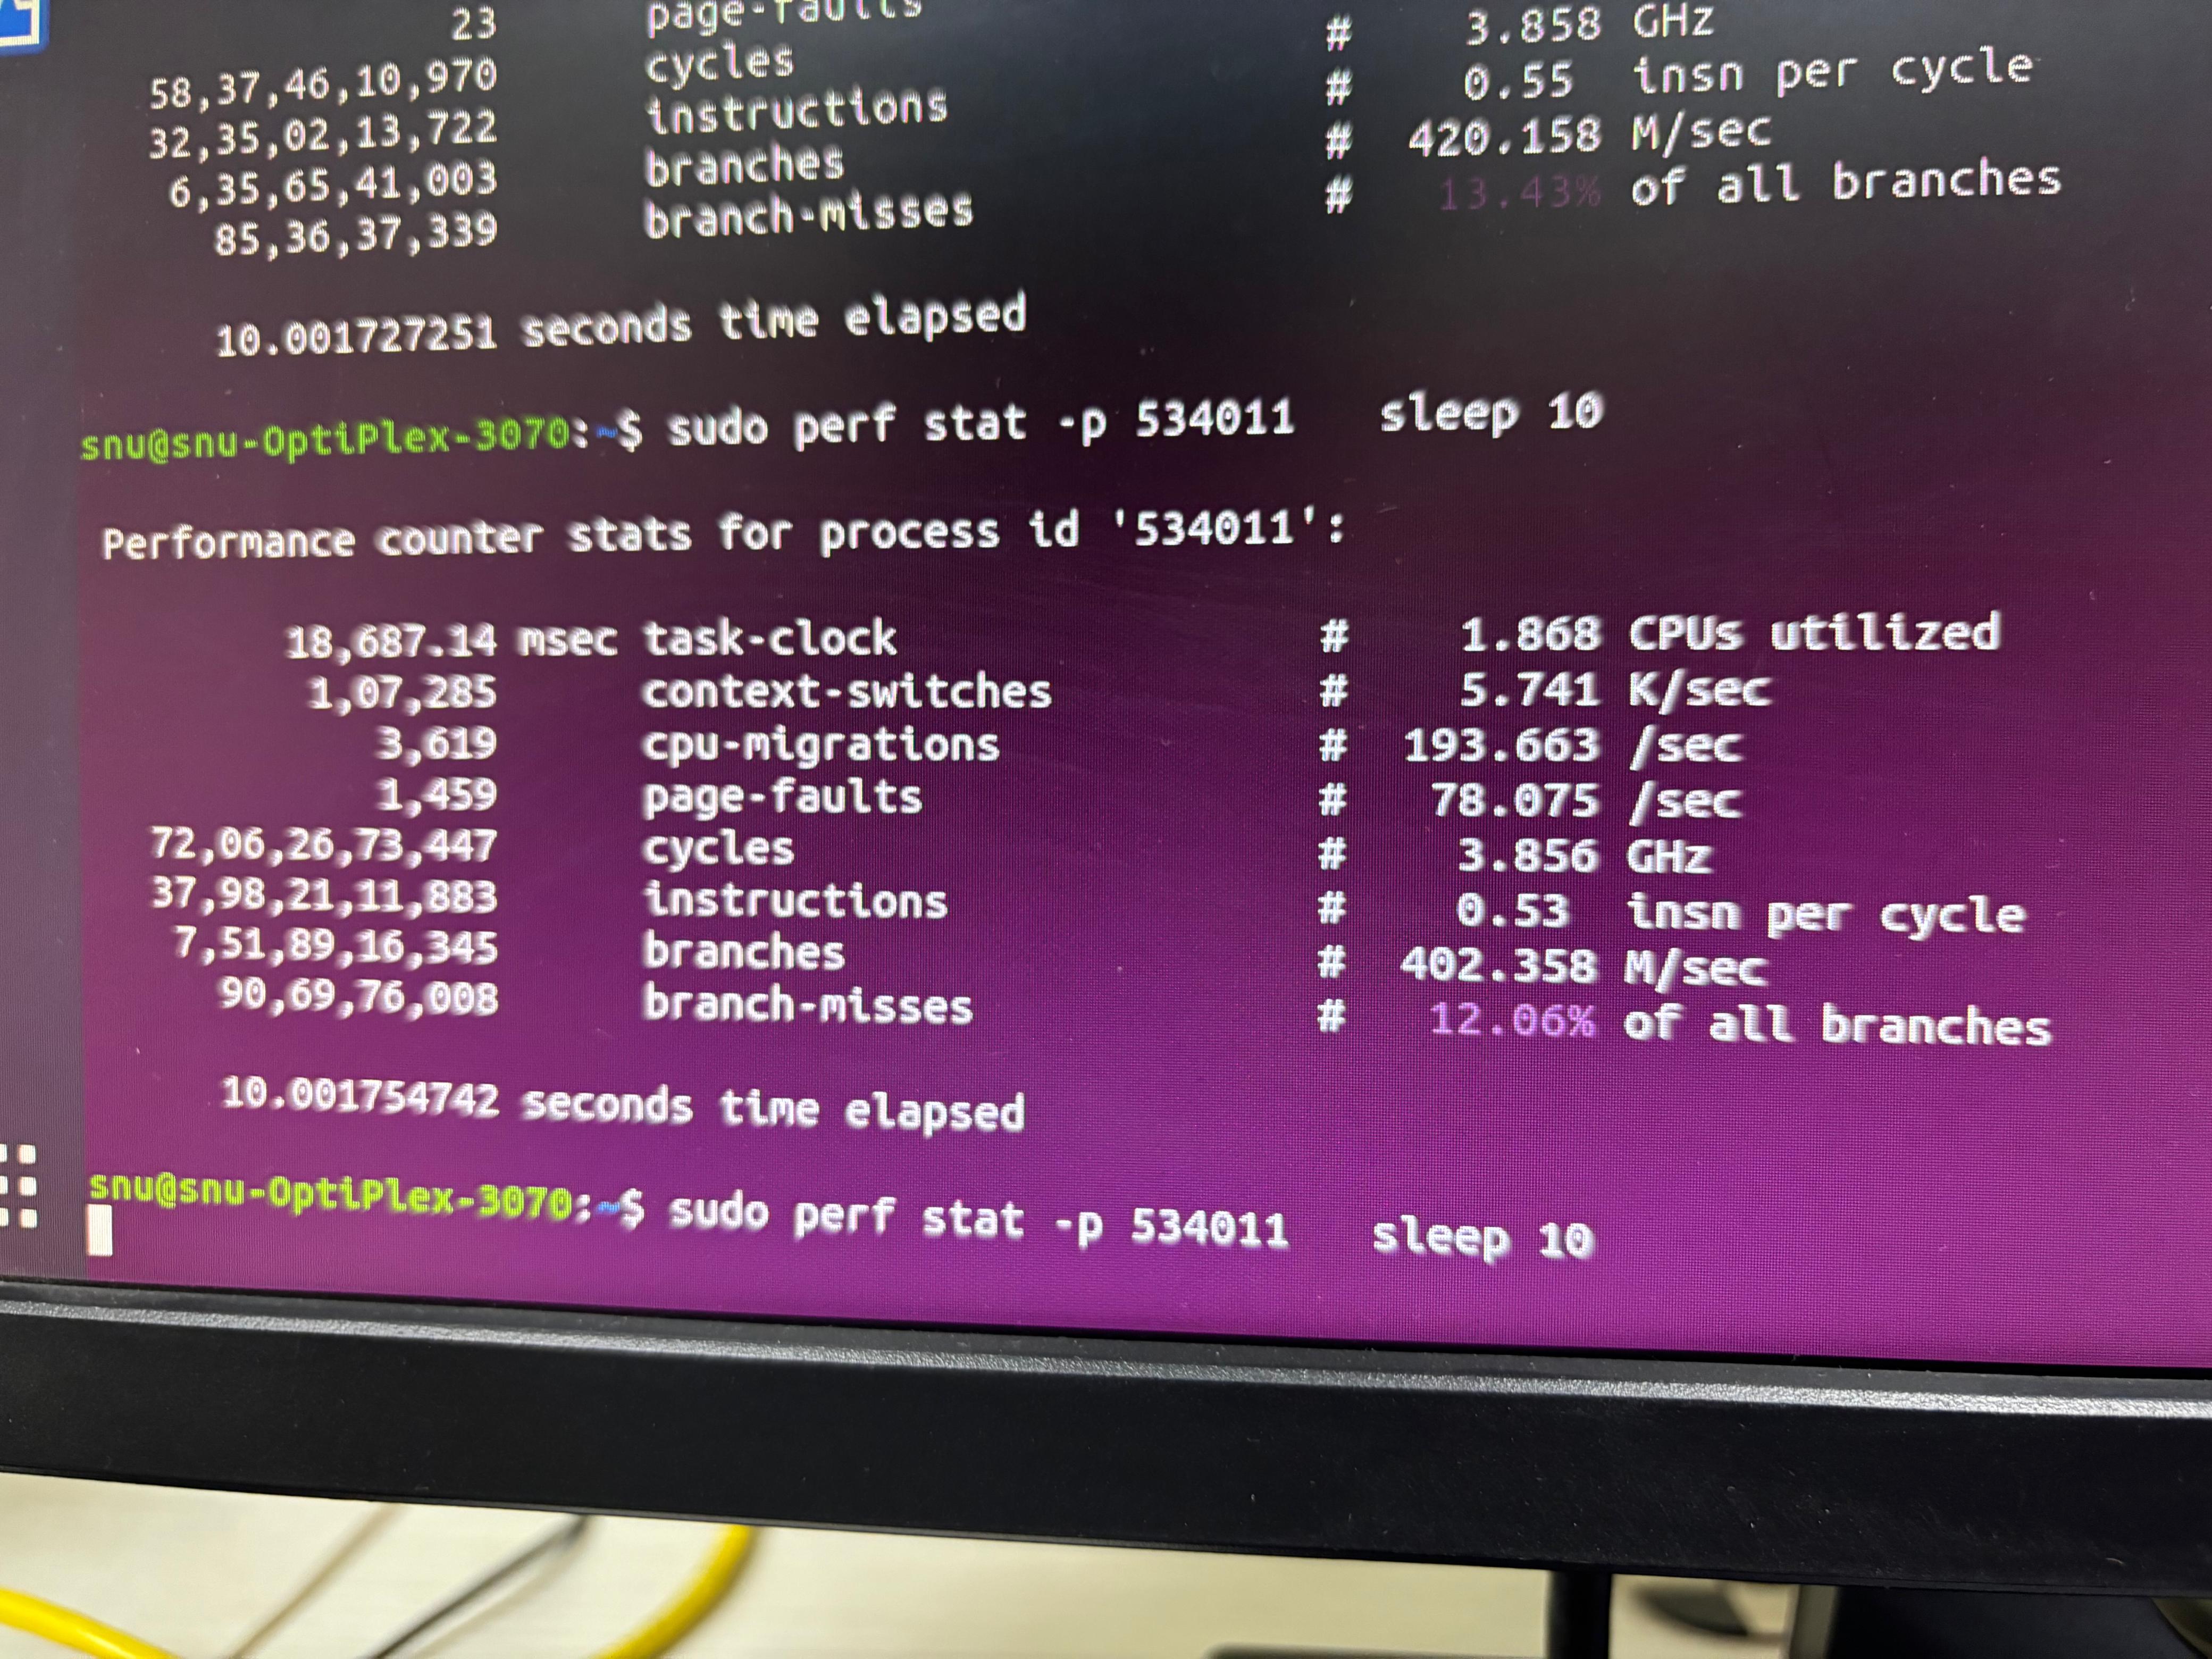 23 page-faults
58,37,46,10,970 cycles # 3.858 GHz
32,35,02,13,722 instructions # 0.55 insn per cycle
6,35,65,41,003 branches # 420.158 M/sec
85,36,37,339 branch-misses # 13.43% of all branches
10.001727251 seconds time elapsed
snu@snu-OptiPlex-3070:~$ sudo perf stat -p 534011 sleep 10
Performance counter stats for process id '534011':
18,687.14 msec task-clock # 1.868 CPUs utilized
1,07,285 context-switches # 5.741 K/sec
3,619 cpu-migrations # 193.663 /sec
1,459 page-faults # 78.075 /sec
72,06,26,73,447 cycles # 3.856 GHz
37,98,21,11,883 instructions # 0.53 insn per cycle
7,51,89,16,345 branches # 402.358 M/sec
90,69,76,008 branch-misses # 12.06% of all branches
10.001754742 seconds time elapsed
snu@snu-OptiPlex-3070:~$ sudo perf stat -p 534011 sleep 10